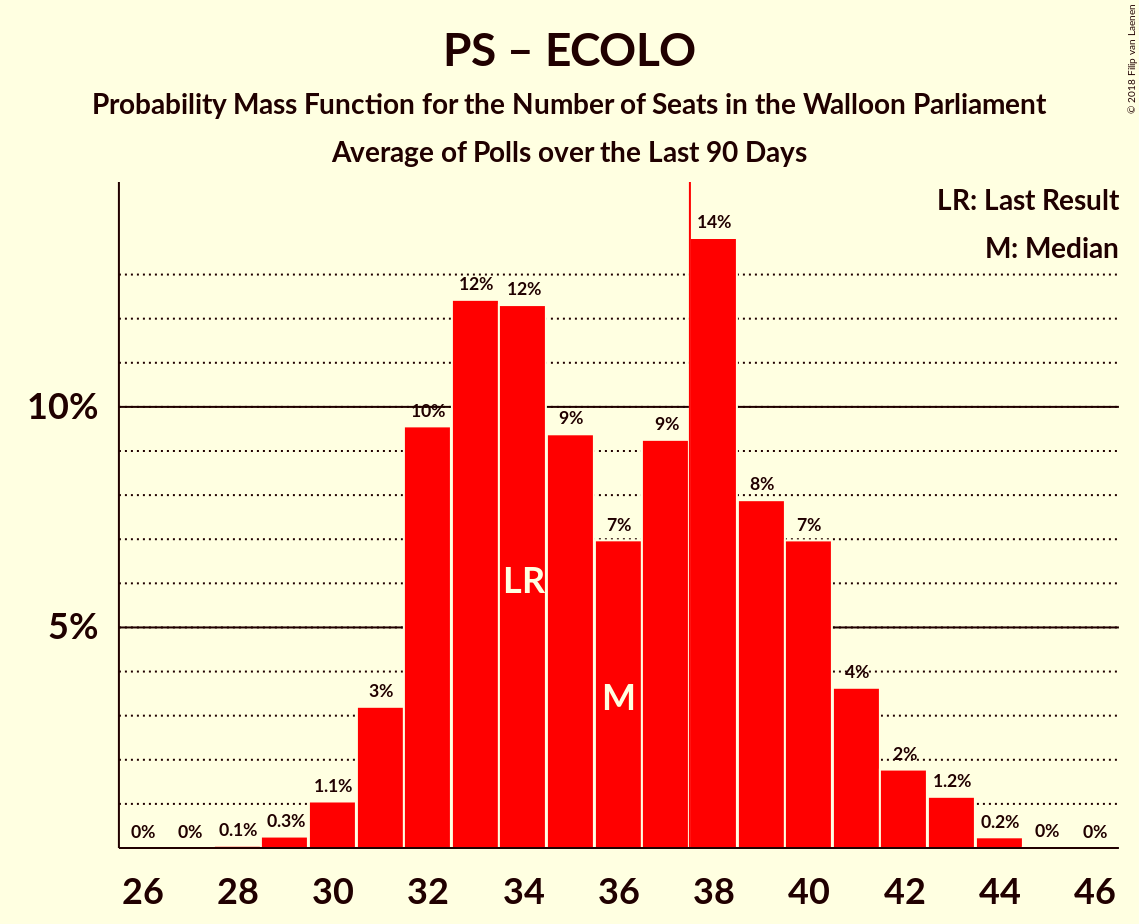 PS – ECOLO
Probability Mass Function for the Number of Seats in the Walloon Parliament
Average of Polls over the Last 90 Days
© 2018 Filip van Laenen
LR: Last Result
M: Median
10%
5%
0%
0%
0.1%
0.3%
1.1%
3%
10%
12%
12%
9%
7%
9%
14%
8%
7%
4%
2%
1.2%
0.2%
0%
0%
LR
M
26 28 30 32 34 36 38 40 42 44 46